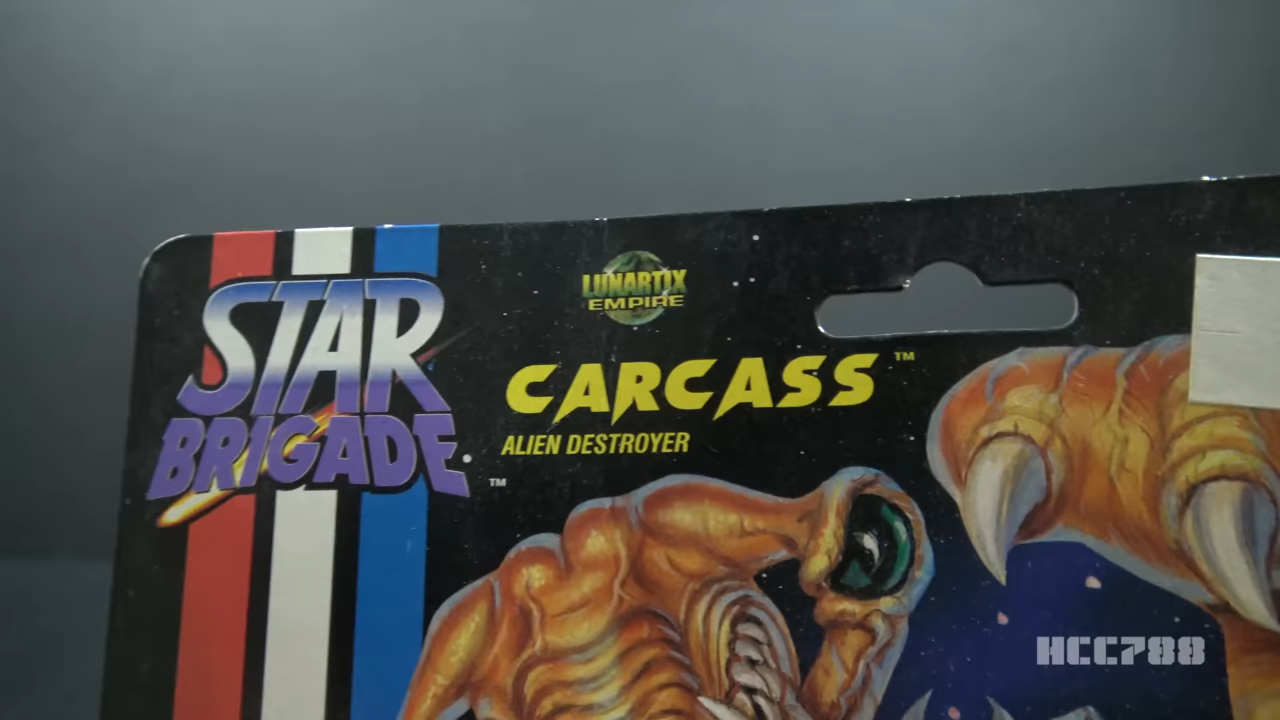 STAR
BRIGADE
™
LUNARTIX
EMPIRE
CARCASS™
ALIEN DESTROYER
HCC788